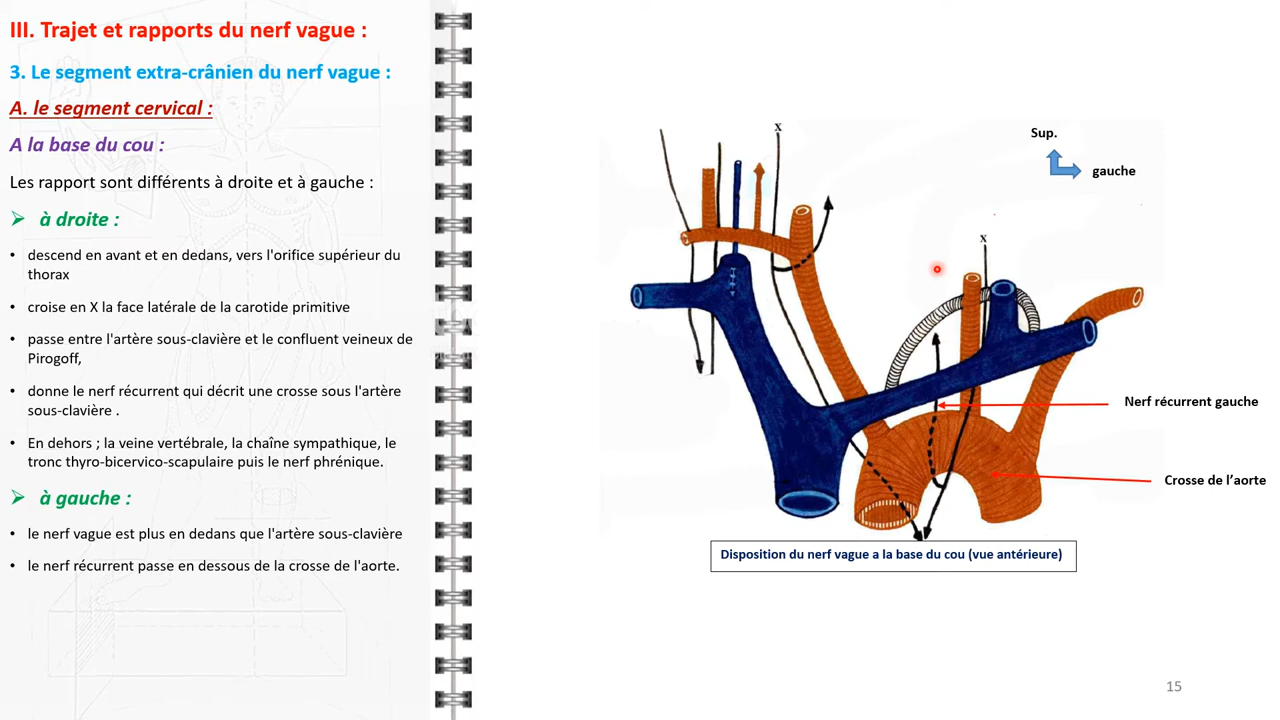 III. Trajet et rapports du nerf vague :
3. Le segment extra-crânien du nerf vague :
A. le segment cervical :
A la base du cou :
Les rapport sont différents à droite et à gauche :
➢ à droite :
• descend en avant et en dedans, vers l'orifice supérieur du
thorax
• croise en X la face latérale de la carotide primitive
• passe entre l'artère sous-clavière et le confluent veineux de
Pirogoff,
• donne le nerf récurrent qui décrit une crosse sous l'artère
sous-clavière .
• En dehors ; la veine vertébrale, la chaîne sympathique, le
tronc thyro-bicervico-scapulaire puis le nerf phrénique.
➢ à gauche :
• le nerf vague est plus en dedans que l'artère sous-clavière
• le nerf récurrent passe en dessous de la crosse de l'aorte.
X
Sup.
gauche
X
Nerf récurrent gauche
Crosse de l’aorte
Disposition du nerf vague a la base du cou (vue antérieure)
15